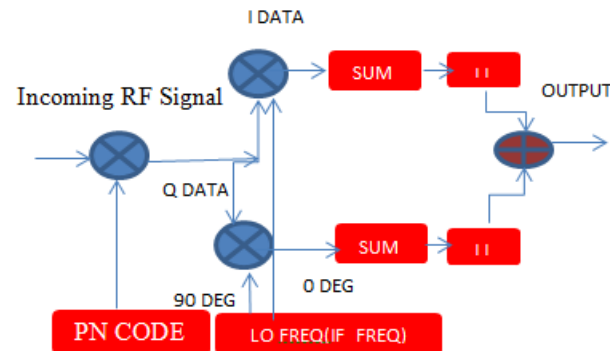 I DATA
SUM
I I
OUTPUT
Incoming RF Signal
Q DATA
SUM
I I
0 DEG
90 DEG
PN CODE
LO FREQ(IF FREQ)